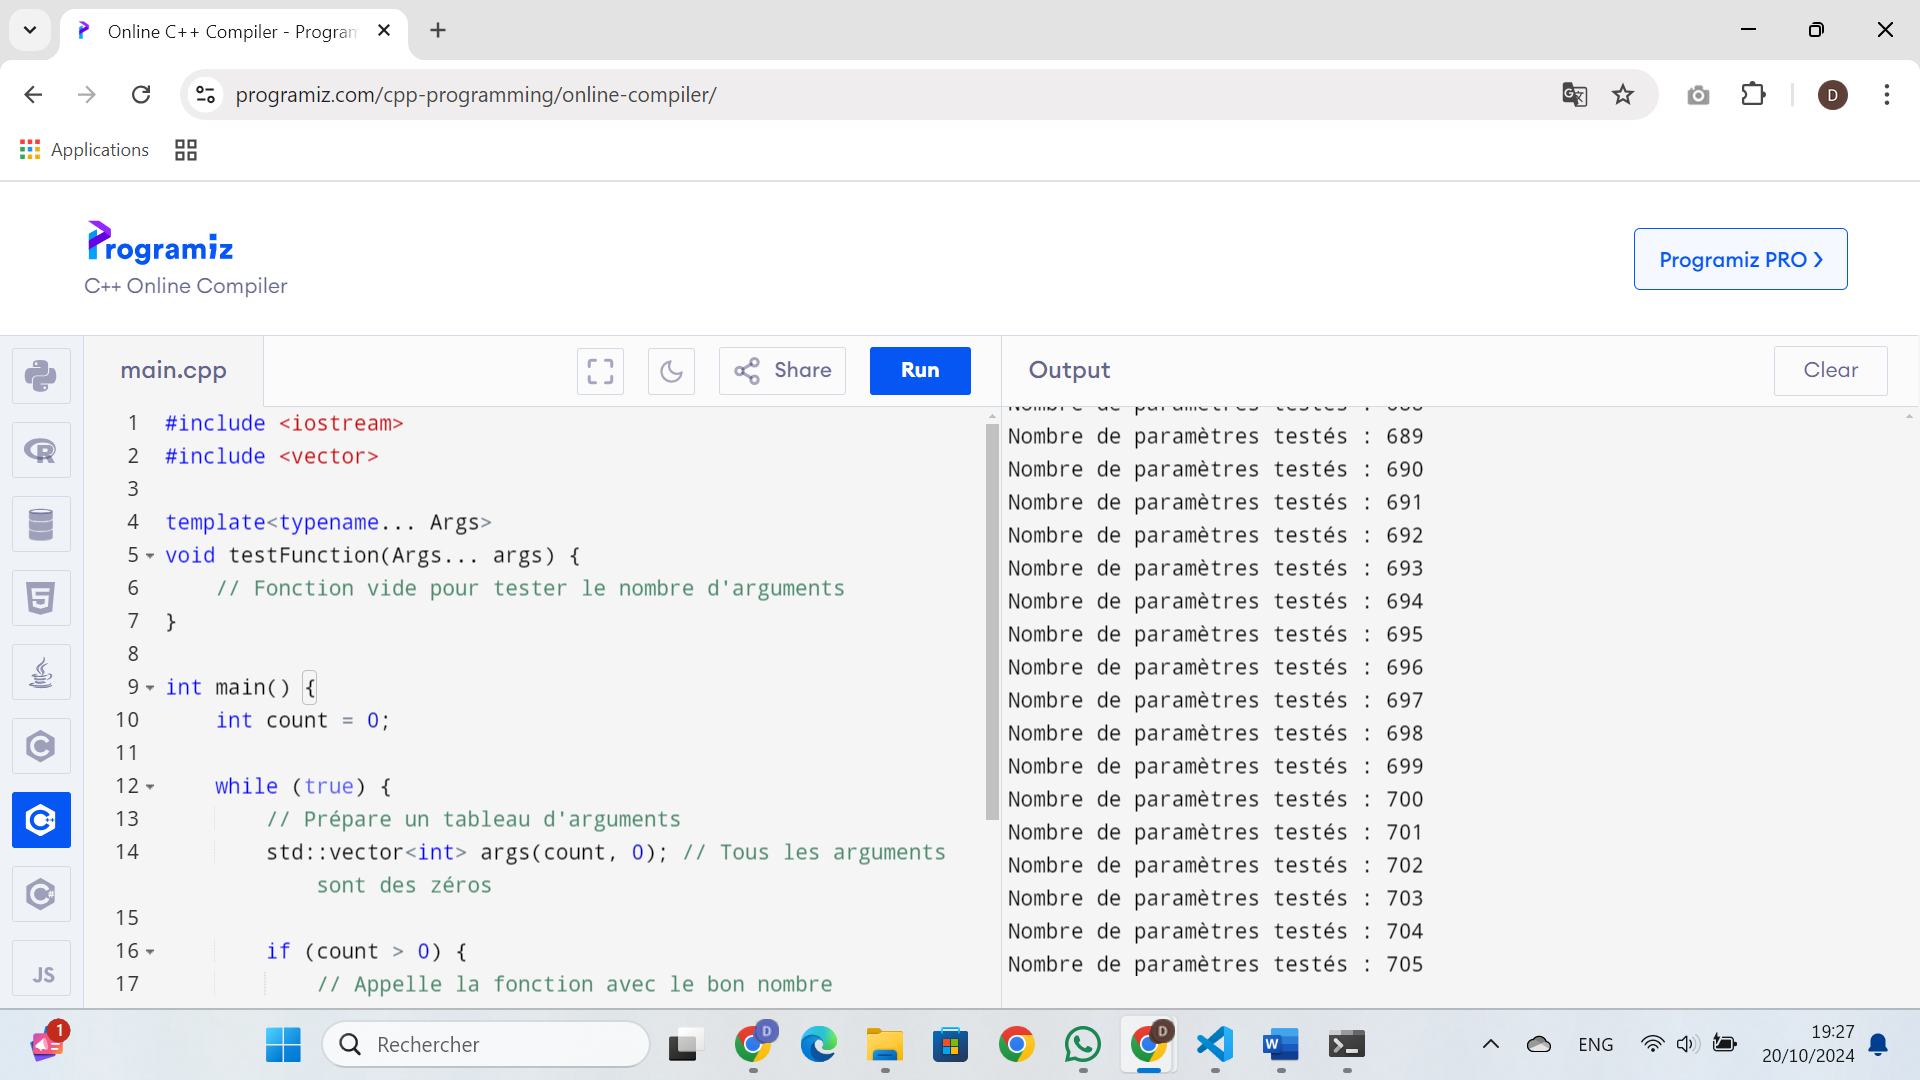 Online C++ Compiler - Program
programiz.com/cpp-programming/online-compiler/
D
Applications
Programiz
C++ Online Compiler
Programiz PRO
main.cpp
Share
Run
Output
Clear
1 #include <iostream>
2 #include <vector>
3
4 template<typename... Args>
5 void testFunction(Args... args) {
6 // Fonction vide pour tester le nombre d'arguments
7 }
8
9 int main() {
10 int count = 0;
11
12 while (true) {
13 // Prépare un tableau d'arguments
14 std::vector<int> args(count, 0); // Tous les arguments
sont des zéros
15
16 if (count > 0) {
17 // Appelle la fonction avec le bon nombre
JS
Nombre de paramètres testés : 688
Nombre de paramètres testés : 689
Nombre de paramètres testés : 690
Nombre de paramètres testés : 691
Nombre de paramètres testés : 692
Nombre de paramètres testés : 693
Nombre de paramètres testés : 694
Nombre de paramètres testés : 695
Nombre de paramètres testés : 696
Nombre de paramètres testés : 697
Nombre de paramètres testés : 698
Nombre de paramètres testés : 699
Nombre de paramètres testés : 700
Nombre de paramètres testés : 701
Nombre de paramètres testés : 702
Nombre de paramètres testés : 703
Nombre de paramètres testés : 704
Nombre de paramètres testés : 705
1
Rechercher
D
D
W
ENG
19:27
20/10/2024